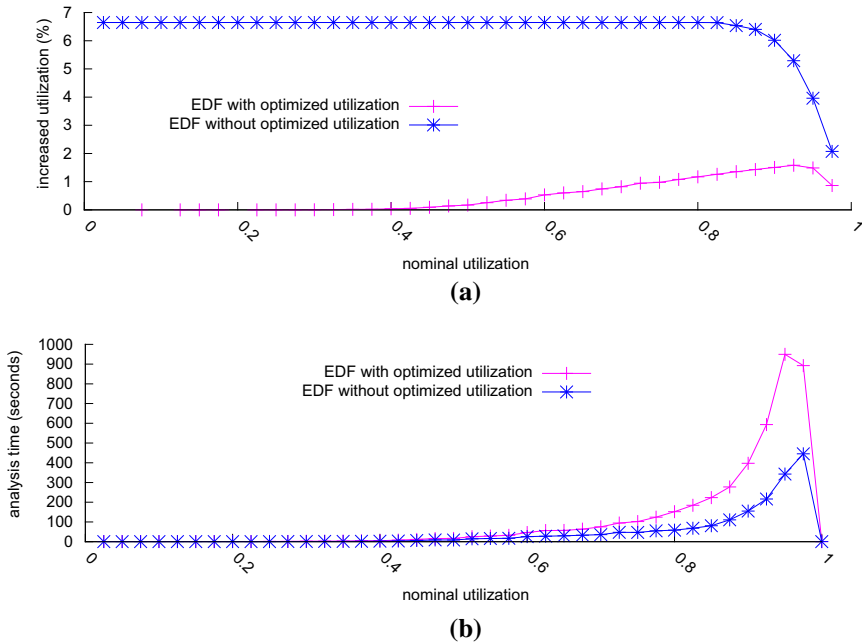 7
6
5
4
3
2
1
0
increased utilization (%)
EDF with optimized utilization
EDF without optimized utilization
0 0.2 0.4 0.6 0.8 1
nominal utilization
(a)
1000
900
800
700
600
500
400
300
200
100
0
analysis time (seconds)
EDF with optimized utilization
EDF without optimized utilization
0 0.2 0.4 0.6 0.8 1
nominal utilization
(b)